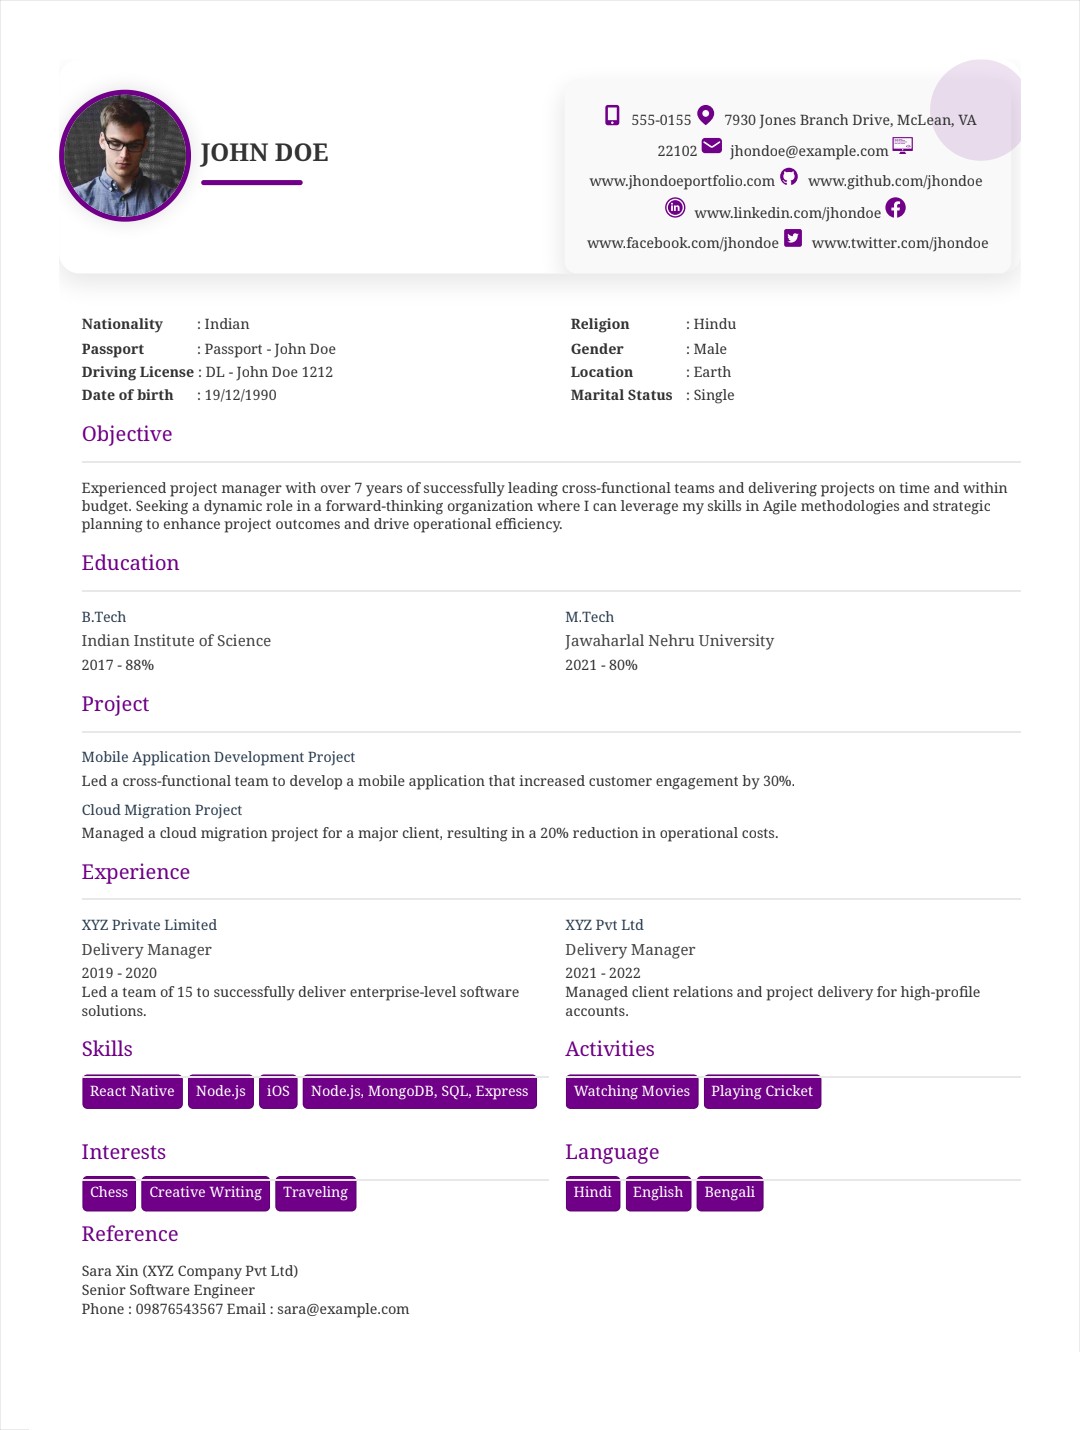 JOHN DOE
555-0155 7930 Jones Branch Drive, McLean, VA
22102 jhondoe@example.com
www.jhondoeportfolio.com www.github.com/jhondoe
www.linkedin.com/jhondoe
www.facebook.com/jhondoe www.twitter.com/jhondoe
Nationality : Indian
Passport : Passport - John Doe
Driving License : DL - John Doe 1212
Date of birth : 19/12/1990
Religion : Hindu
Gender : Male
Location : Earth
Marital Status : Single
Objective
Experienced project manager with over 7 years of successfully leading cross-functional teams and delivering projects on time and within
budget. Seeking a dynamic role in a forward-thinking organization where I can leverage my skills in Agile methodologies and strategic
planning to enhance project outcomes and drive operational efficiency.
Education
B.Tech
Indian Institute of Science
2017 - 88%
M.Tech
Jawaharlal Nehru University
2021 - 80%
Project
Mobile Application Development Project
Led a cross-functional team to develop a mobile application that increased customer engagement by 30%.
Cloud Migration Project
Managed a cloud migration project for a major client, resulting in a 20% reduction in operational costs.
Experience
XYZ Private Limited
Delivery Manager
2019 - 2020
Led a team of 15 to successfully deliver enterprise-level software
solutions.
XYZ Pvt Ltd
Delivery Manager
2021 - 2022
Managed client relations and project delivery for high-profile
accounts.
Skills
React Native Node.js iOS Node.js, MongoDB, SQL, Express
Activities
Watching Movies Playing Cricket
Interests
Chess Creative Writing Traveling
Language
Hindi English Bengali
Reference
Sara Xin (XYZ Company Pvt Ltd)
Senior Software Engineer
Phone : 09876543567 Email : sara@example.com